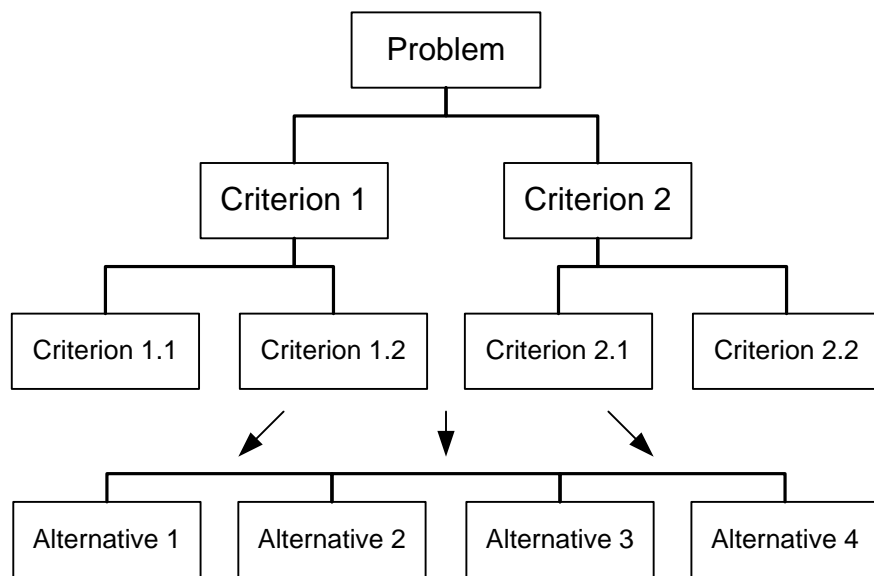 Problem
Criterion 1
Criterion 2
Criterion 1.1
Criterion 1.2
Criterion 2.1
Criterion 2.2
Alternative 1
Alternative 2
Alternative 3
Alternative 4